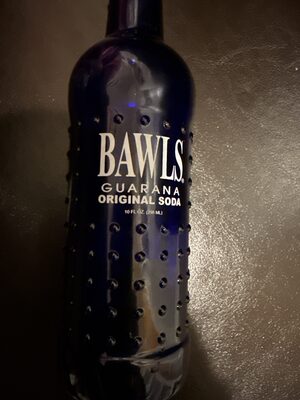 BAWLS.
GUARANA
ORIGINAL SODA
10 FL OZ. (296 ML)